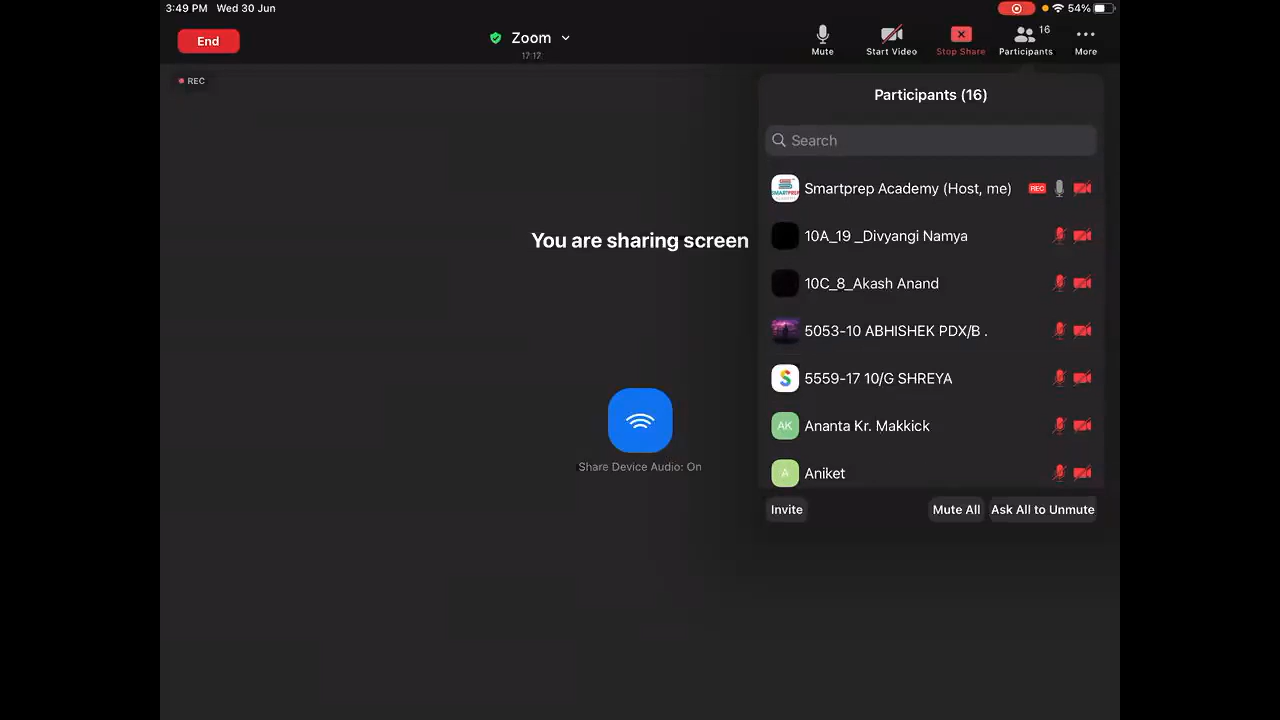 3:49 PM Wed 30 Jun
54%
End
Zoom
17:17
Mute
Start Video
Stop Share
Participants
16
More
REC
Participants (16)
Search
Smartprep Academy (Host, me)
REC
10A_19 _Divyangi Namya
10C_8_Akash Anand
5053-10 ABHISHEK PDX/B .
5559-17 10/G SHREYA
AK Ananta Kr. Makkick
A Aniket
You are sharing screen
Share Device Audio: On
Invite
Mute All
Ask All to Unmute